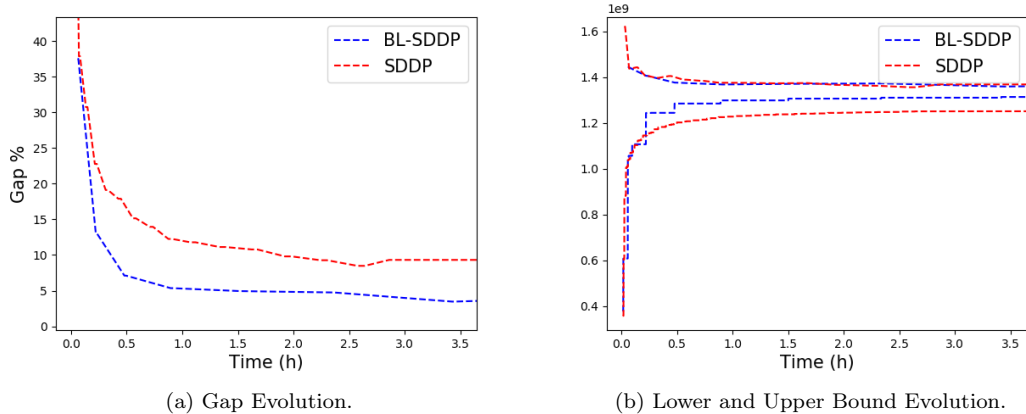 40
35
30
25
20
15
10
5
0
Gap %
BL-SDDP
SDDP
0.0 0.5 1.0 1.5 2.0 2.5 3.0 3.5
Time (h)
(a) Gap Evolution.
1e9
1.6
1.4
1.2
1.0
0.8
0.6
0.4
BL-SDDP
SDDP
0.0 0.5 1.0 1.5 2.0 2.5 3.0 3.5
Time (h)
(b) Lower and Upper Bound Evolution.